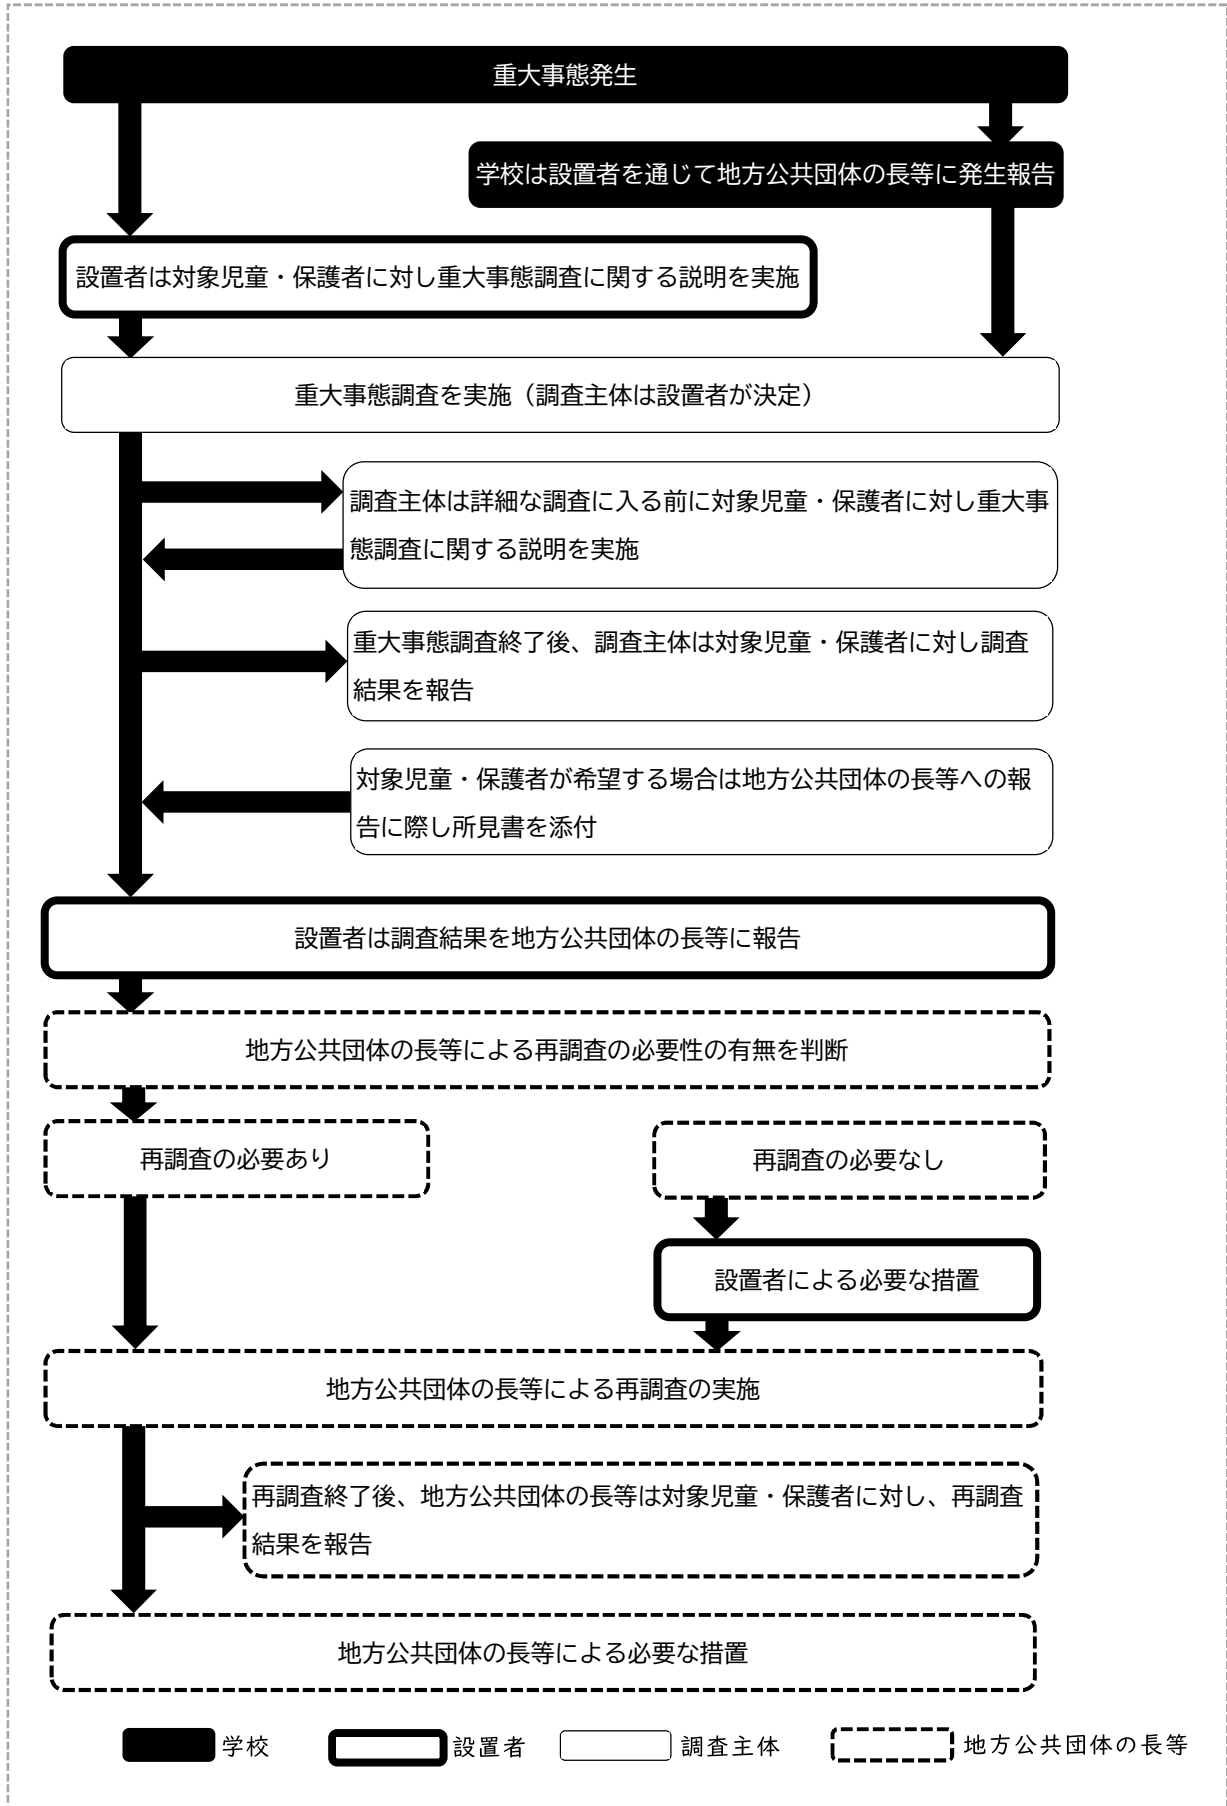 重大事態発生
学校は設置者を通じて地方公共団体の長等に発生報告
設置者は対象児童・保護者に対し重大事態調査に関する説明を実施
重大事態調査を実施（調査主体は設置者が決定）
調査主体は詳細な調査に入る前に対象児童・保護者に対し重大事
態調査に関する説明を実施
重大事態調査終了後、調査主体は対象児童・保護者に対し調査
結果を報告
対象児童・保護者が希望する場合は地方公共団体の長等への報
告に際し所見書を添付
設置者は調査結果を地方公共団体の長等に報告
地方公共団体の長等による再調査の必要性の有無を判断
再調査の必要あり
再調査の必要なし
設置者による必要な措置
地方公共団体の長等による再調査の実施
再調査終了後、地方公共団体の長等は対象児童・保護者に対し、再調査
結果を報告
地方公共団体の長等による必要な措置
学校
設置者
調査主体
地方公共団体の長等